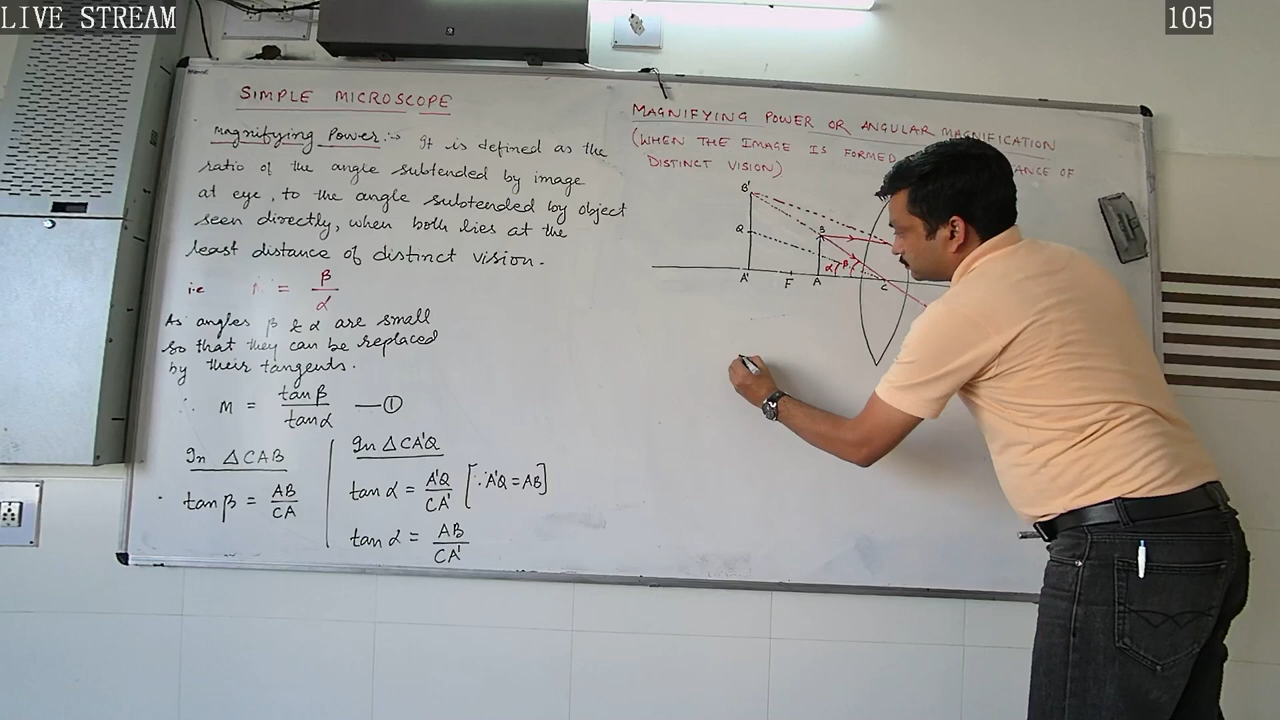 LIVE STREAM
105
SIMPLE MICROSCOPE
Magnifying Power:→ It is defined as the
ratio of the angle subtended by image
at eye, to the angle subtended by object
seen directly, when both lies at the
least distance of distinct vision.
ie = β/α
As angles β & α are small
so that they can be replaced
by their tangents.
∴ M = tanβ/tanα —①
In △CAB
tanβ = AB/CA
In △CA'Q
tanα = A'Q/CA' [∵A'Q = AB]
tanα = AB/CA'
MAGNIFYING POWER OR ANGULAR MAGNIFICATION
(WHEN THE IMAGE IS FORMED ANCE OF
DISTINCT VISION)
B'
Q B
α β
A' F A C